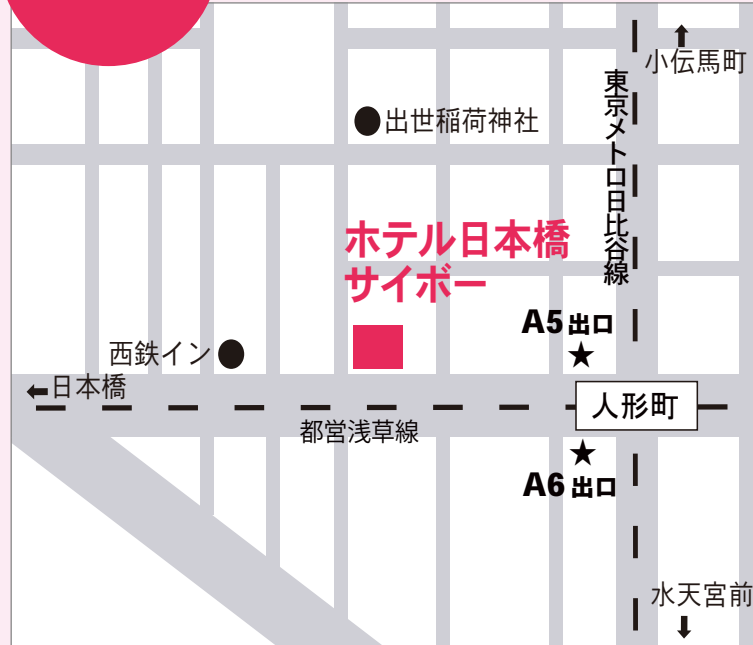 小伝馬町
東京メトロ日比谷線
出世稲荷神社
ホテル日本橋
サイボー
A5出口
西鉄イン
日本橋
人形町
都営浅草線
A6出口
水天宮前